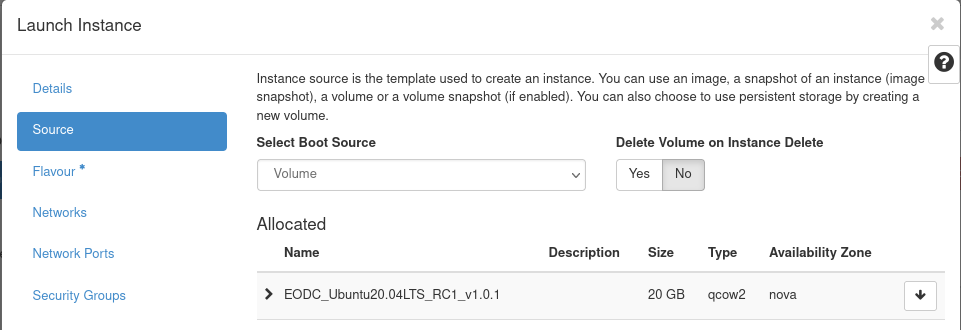 Launch Instance
Details
Source
Flavour *
Networks
Network Ports
Security Groups
Instance source is the template used to create an instance. You can use an image, a snapshot of an instance (image
snapshot), a volume or a volume snapshot (if enabled). You can also choose to use persistent storage by creating a
new volume.
Select Boot Source
Delete Volume on Instance Delete
Volume
Yes No
Allocated
Name Description Size Type Availability Zone
EODC_Ubuntu20.04LTS_RC1_v1.0.1 20 GB qcow2 nova